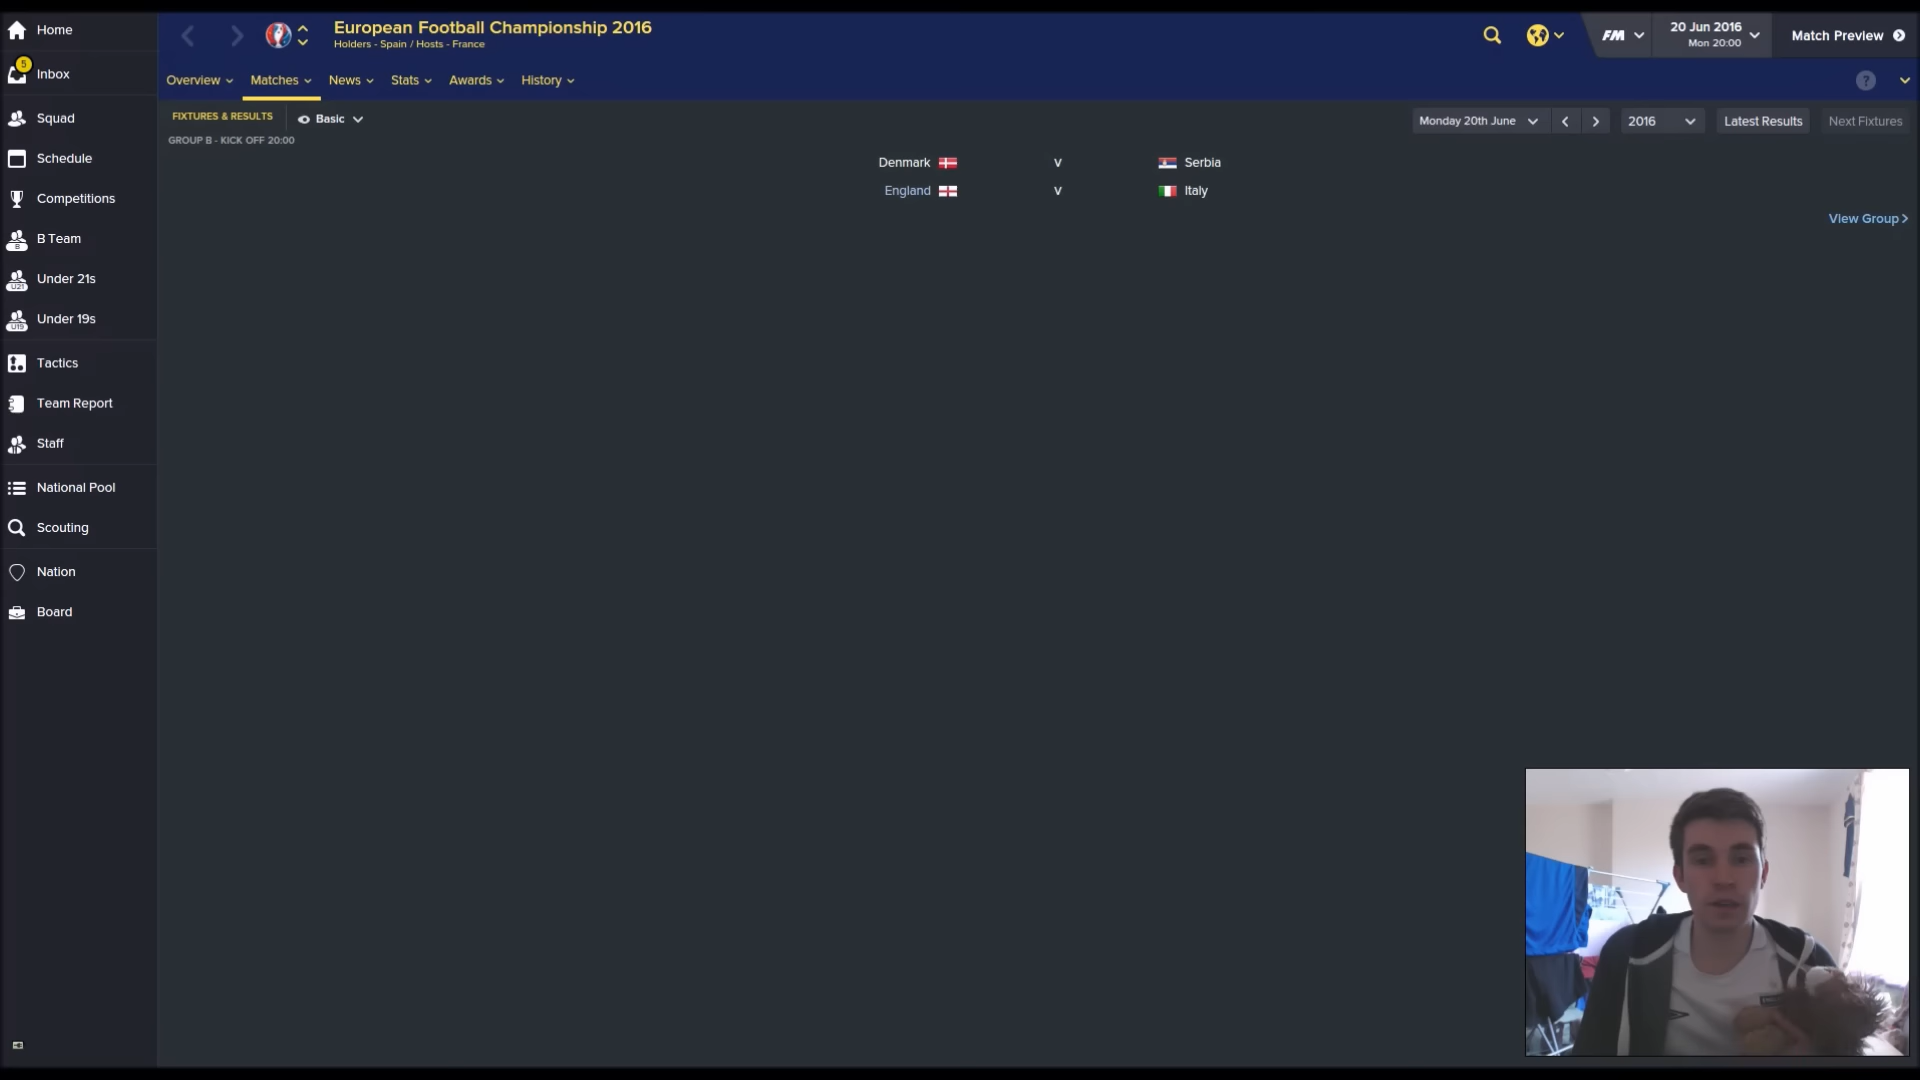 Home
5
Inbox
Squad
Schedule
Competitions
B
B Team
U21
Under 21s
U19
Under 19s
Tactics
Team Report
Staff
National Pool
Scouting
Nation
Board
European Football Championship 2016
Holders - Spain / Hosts - France
FM
20 Jun 2016
Mon 20:00
Match Preview
Overview
Matches
News
Stats
Awards
History
?
FIXTURES & RESULTS
Basic
Monday 20th June
2016
Latest Results
Next Fixtures
GROUP B - KICK OFF 20:00
Denmark V Serbia
England V Italy
View Group